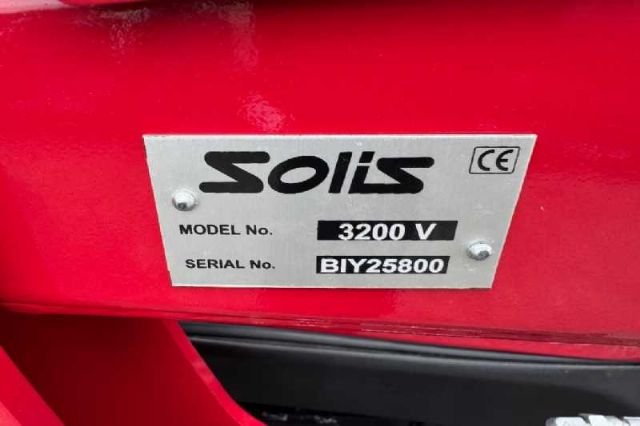 Solis
CE
MODEL No. 3200 V
SERIAL No. BIY25800